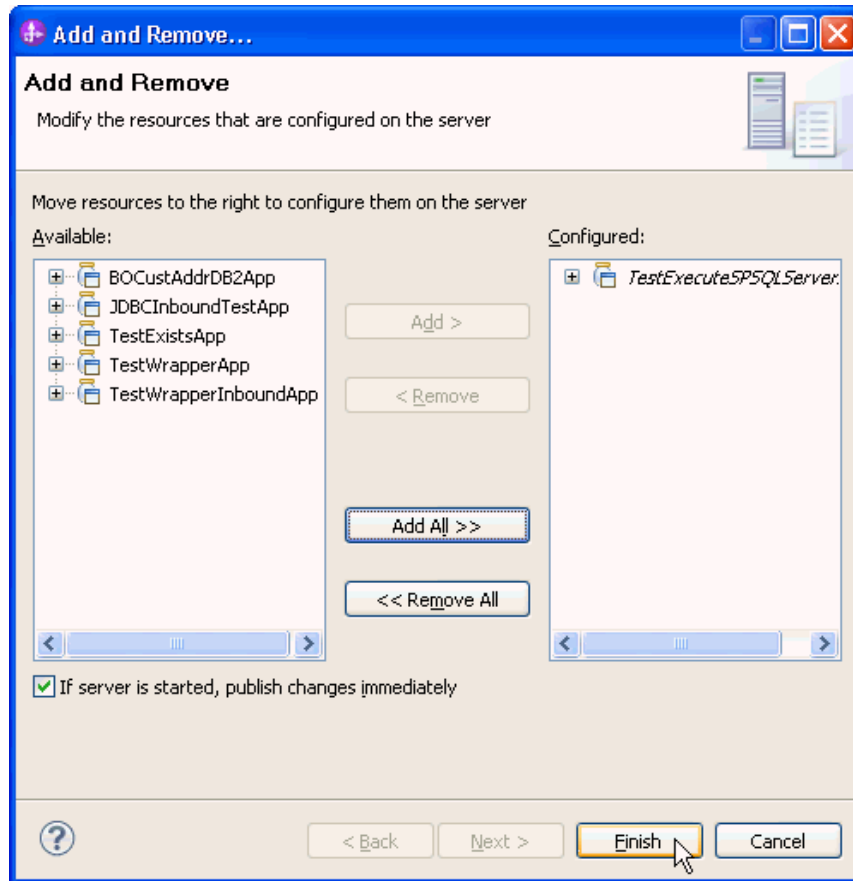 Add and Remove...
Add and Remove
Modify the resources that are configured on the server
Move resources to the right to configure them on the server
Available:
Configured:
BOCustAddrDB2App
JDBCInboundTestApp
TestExistsApp
TestWrapperApp
TestWrapperInboundApp
Add >
< Remove
Add All >>
<< Remove All
TestExecuteSPSQLServer.
If server is started, publish changes immediately
?
< Back
Next >
Finish
Cancel